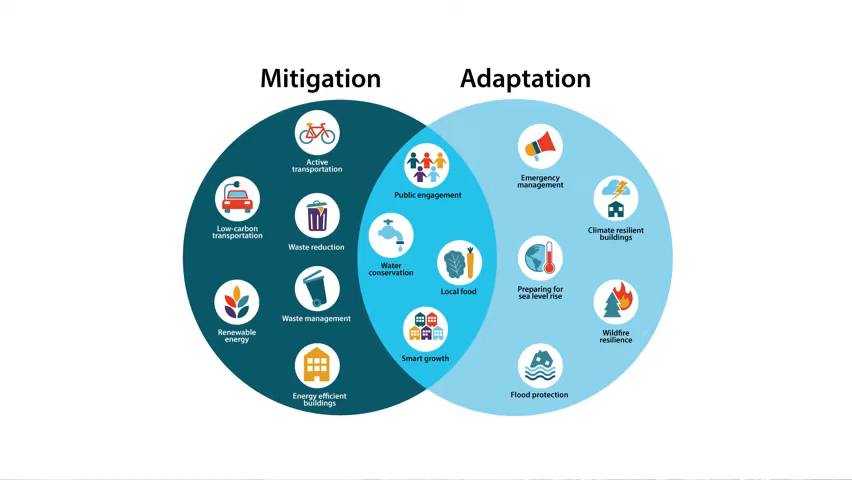 Mitigation
Adaptation
Active
transportation
Low-carbon
transportation
Waste reduction
Renewable
energy
Waste management
Energy efficient
buildings
Public engagement
Water
conservation
Local food
Smart growth
Emergency
management
Climate resilient
buildings
Preparing for
sea level rise
Wildfire
resilience
Flood protection